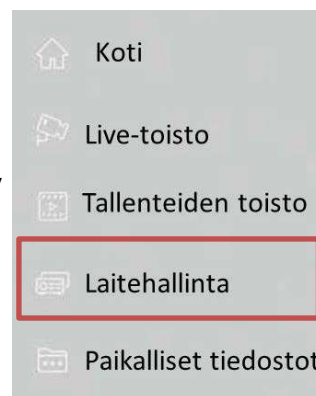 Koti
Live-toisto
Tallenteiden toisto
Laitehallinta
Paikalliset tiedostot